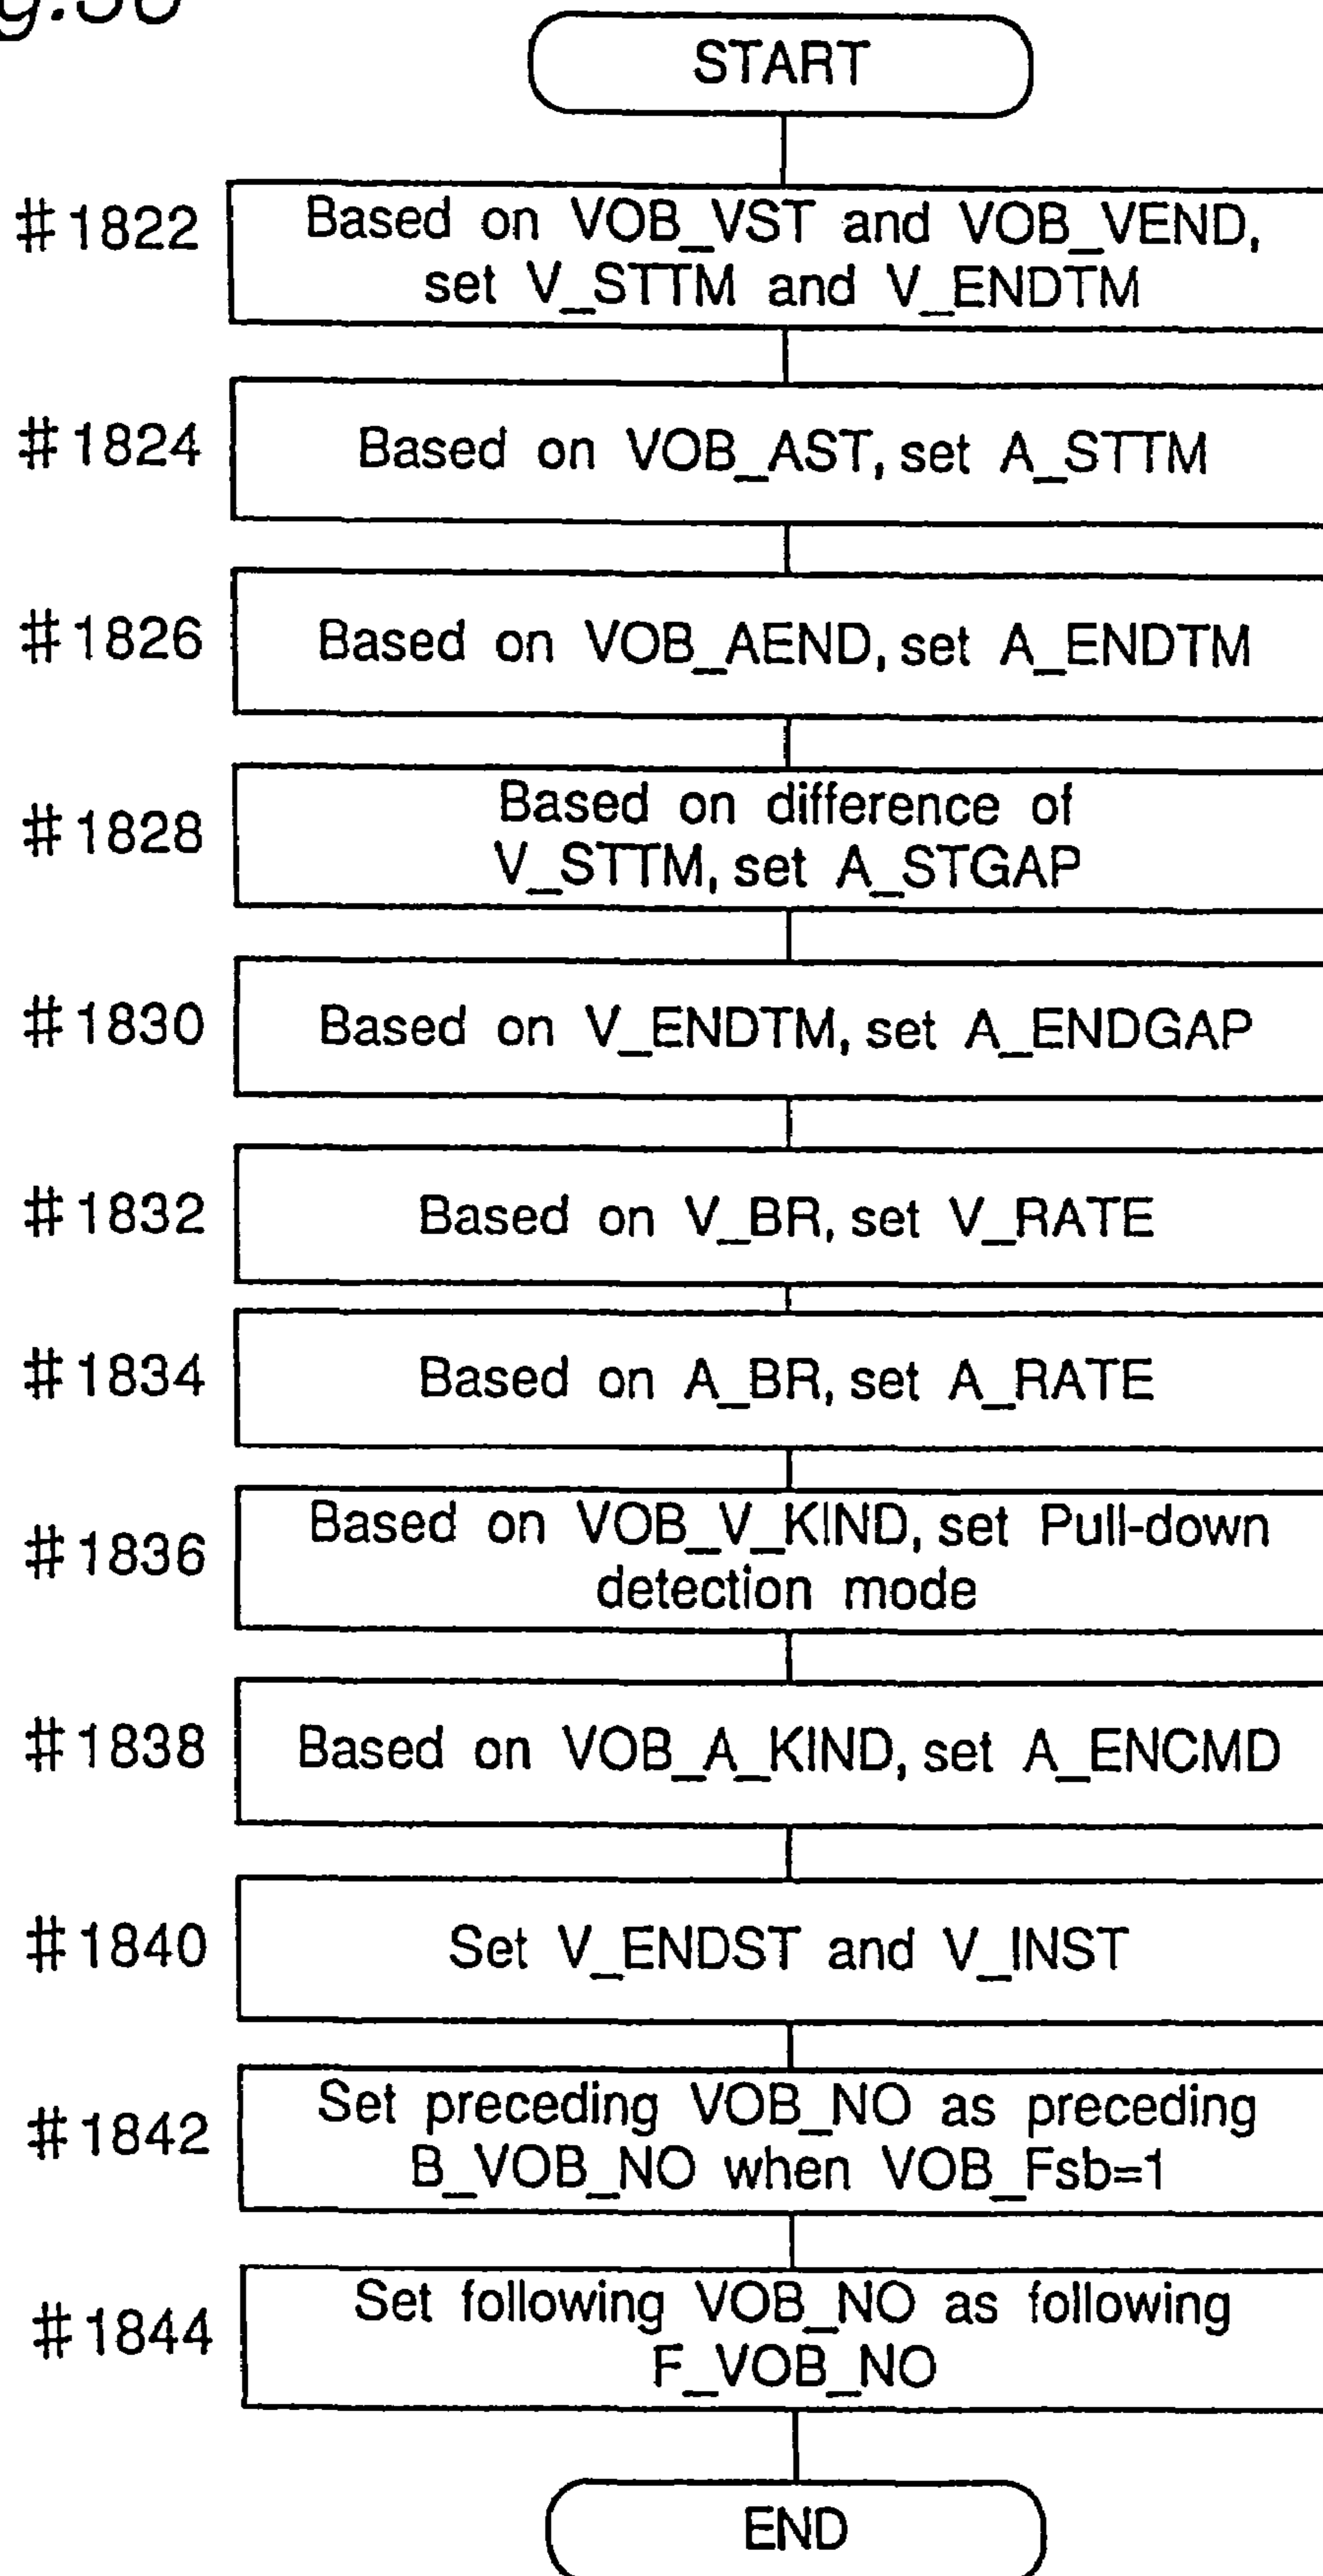 START
#1822
Based on VOB_VST and VOB_VEND,
set V_STTM and V_ENDTM
#1824
Based on VOB_AST, set A_STTM
#1826
Based on VOB_AEND, set A_ENDTM
#1828
Based on difference of
V_STTM, set A_STGAP
#1830
Based on V_ENDTM, set A_ENDGAP
#1832
Based on V_BR, set V_RATE
#1834
Based on A_BR, set A_RATE
#1836
Based on VOB_V_KIND, set Pull-down
detection mode
#1838
Based on VOB_A_KIND, set A_ENCMD
#1840
Set V_ENDST and V_INST
#1842
Set preceding VOB_NO as preceding
B_VOB_NO when VOB_Fsb=1
#1844
Set following VOB_NO as following
F_VOB_NO
END